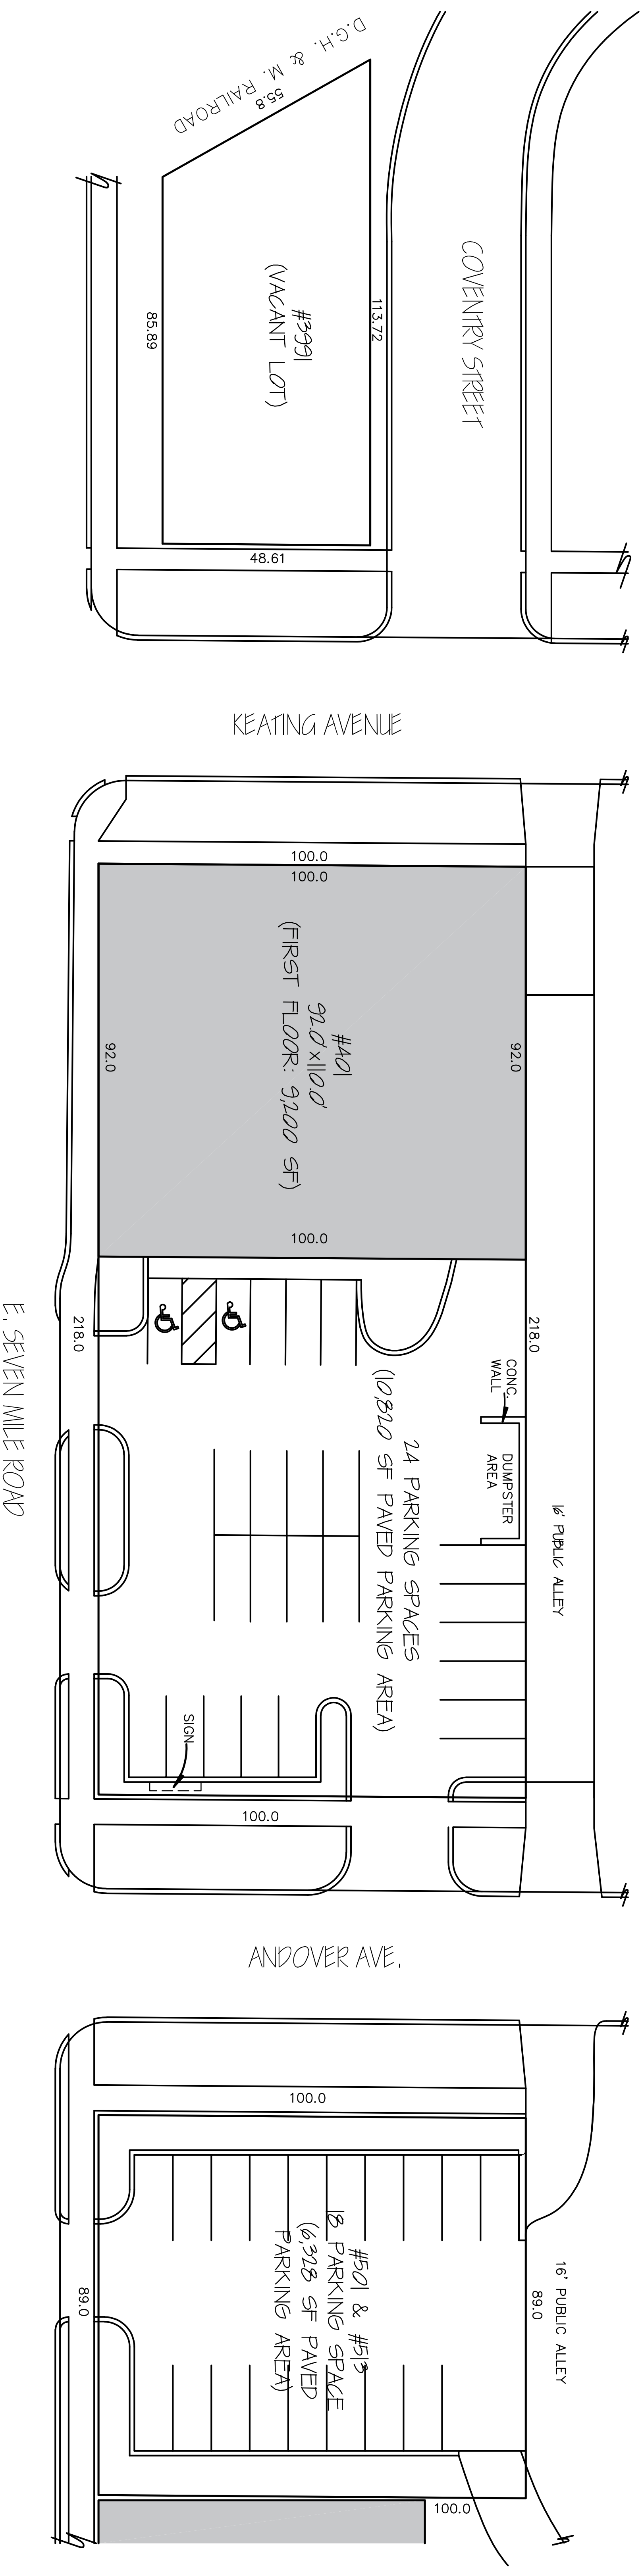 D.G.H. & M. RAILROAD
55.8
COVENTRY STREET
113.72
#3991
(VACANT LOT)
85.89
48.61
KEATING AVENUE
100.0
100.0
#401
92.0' x110.0'
(FIRST FLOOR: 9,200 SF)
92.0
92.0
100.0
218.0
218.0
E. SEVEN MILE ROAD
CONC.
WALL
DUMPSTER
AREA
16' PUBLIC ALLEY
24 PARKING SPACES
(10,820 SF PAVED PARKING AREA)
SIGN
100.0
ANDOVER AVE.
100.0
#501 & #513
18 PARKING SPACE
(6,328 SF PAVED
PARKING AREA)
16' PUBLIC ALLEY
89.0
89.0
100.0